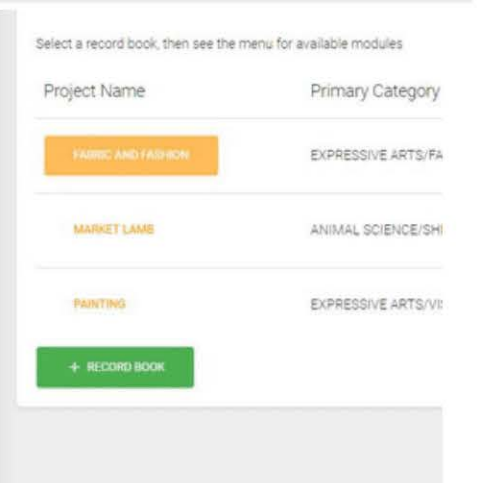 Select a record book, then see the menu for available modules
Project Name Primary Category
FABRIC AND FASHION EXPRESSIVE ARTS/FA
MARKET LAMB ANIMAL SCIENCE/SH
PAINTING EXPRESSIVE ARTS/VI
+ RECORD BOOK